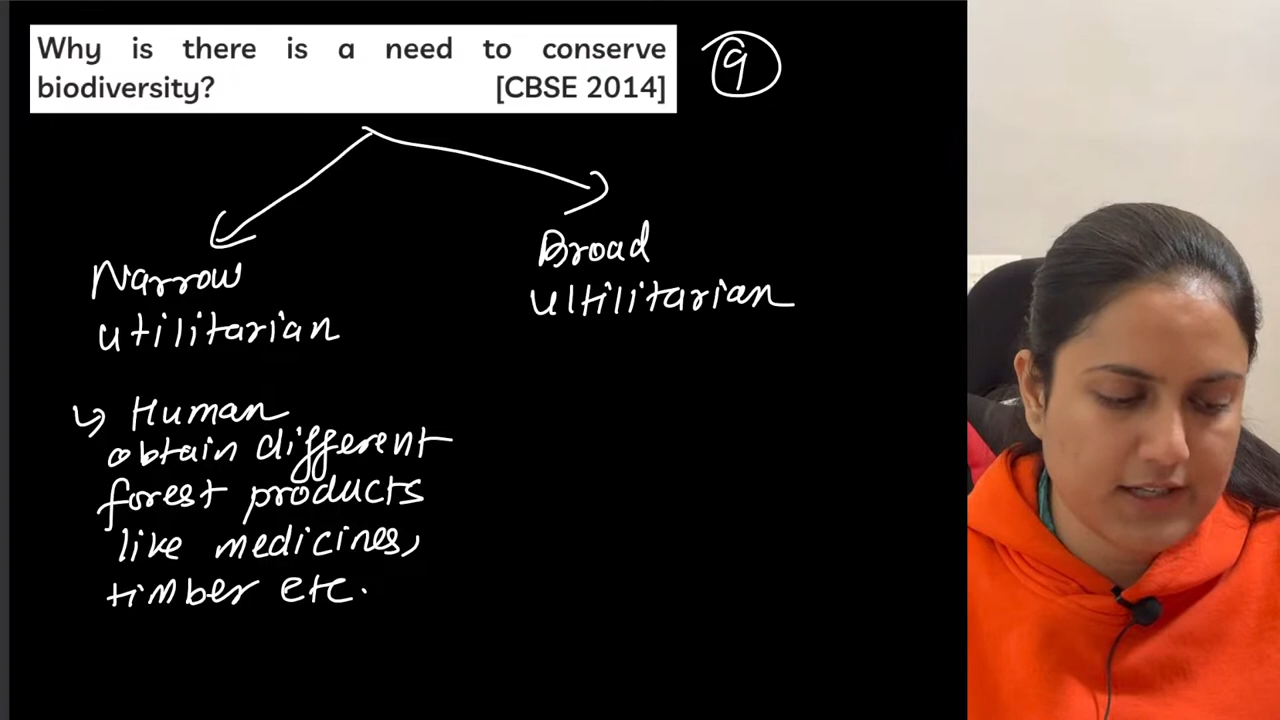 Why is there is a need to conserve
biodiversity? [CBSE 2014]
9
Narrow
utilitarian
Broad
Ultilitarian
↳ Human
obtain different
forest products
like medicines,
timber etc.